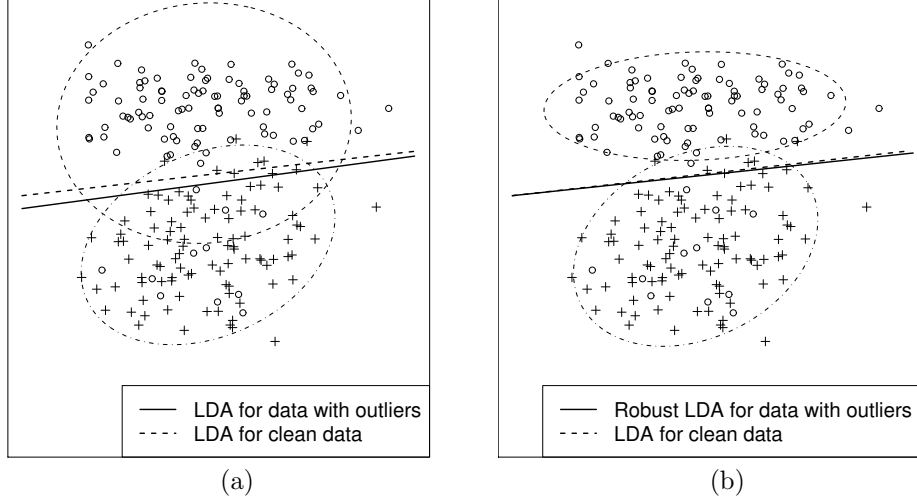 LDA for data with outliers
LDA for clean data
(a)
Robust LDA for data with outliers
LDA for clean data
(b)